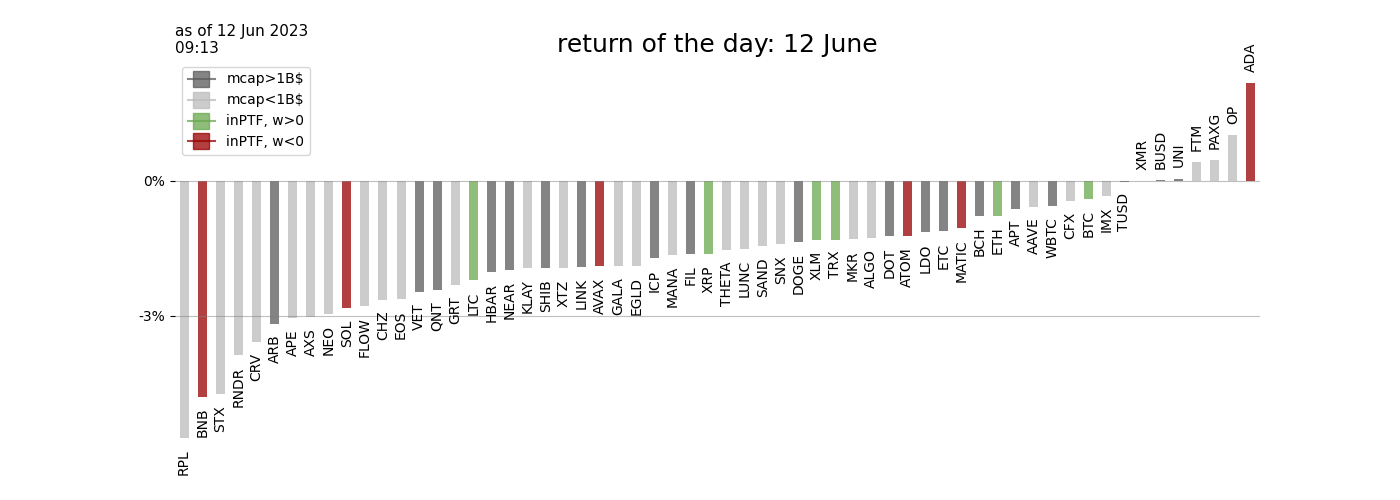 as of 12 Jun 2023
09:13
return of the day: 12 June
mcap>1B$
mcap<1B$
inPTF, w>0
inPTF, w<0
0%
-3%
RPL
BNB
STX
RNDR
CRV
ARB
APE
AXS
NEO
SOL
FLOW
CHZ
EOS
VET
QNT
GRT
LTC
HBAR
NEAR
KLAY
SHIB
XTZ
LINK
AVAX
GALA
EGLD
ICP
MANA
FIL
XRP
THETA
LUNC
SAND
SNX
DOGE
XLM
TRX
MKR
ALGO
DOT
ATOM
LDO
ETC
MATIC
BCH
ETH
APT
AAVE
WBTC
CFX
BTC
IMX
TUSD
XMR
BUSD
UNI
FTM
PAXG
OP
ADA